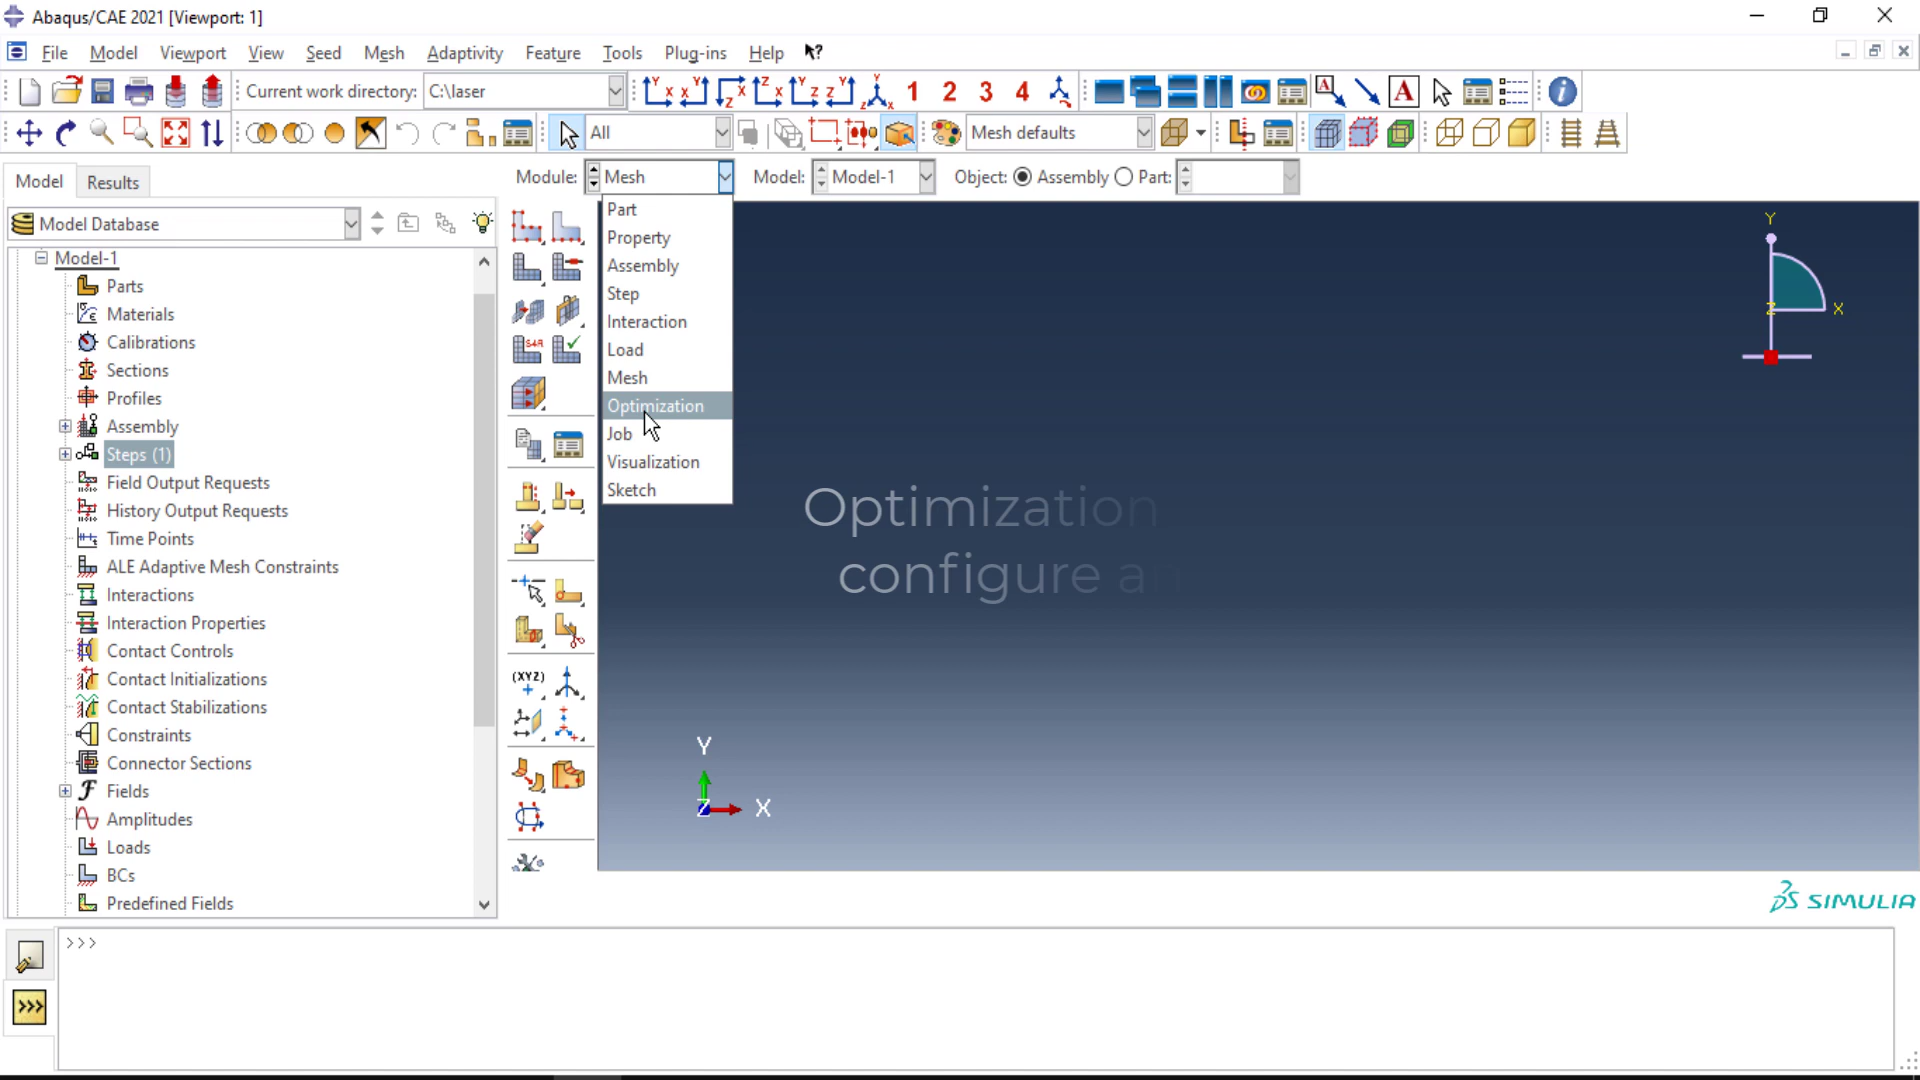 Abaqus/CAE 2021 [Viewport: 1]
File Model Viewport View Seed Mesh Adaptivity Feature Tools Plug-ins Help
Current work directory: C:\laser
1 2 3 4
All
Mesh defaults
Module: Mesh Model: Model-1 Object: Assembly Part:
Model Results
Model Database
Model-1
Parts
Materials
Calibrations
Sections
Profiles
Assembly
Steps (1)
Field Output Requests
History Output Requests
Time Points
ALE Adaptive Mesh Constraints
Interactions
Interaction Properties
Contact Controls
Contact Initializations
Contact Stabilizations
Constraints
Connector Sections
Fields
Amplitudes
Loads
BCs
Predefined Fields
(XYZ)
Part
Property
Assembly
Step
Interaction
Load
Mesh
Optimization
Job
Visualization
Sketch
Optimization
configure an
Y
Z X
Y
Z X
SIMULIA
>>>